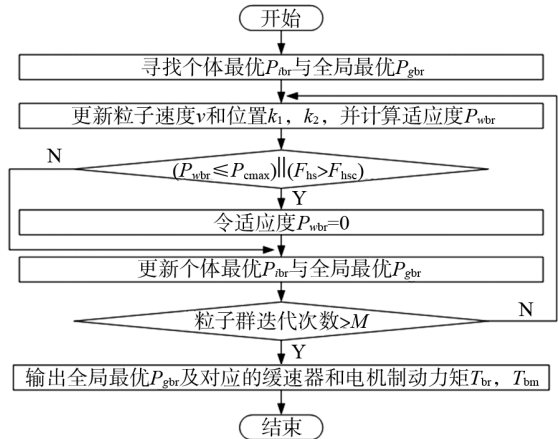 开始
寻找个体最优Pibr与全局最优Pgbr
更新粒子速度v和位置k1，k2，并计算适应度Pwbr
N
(Pwbr≤Pcmax)||(Fhs>Fhsc)
Y
令适应度Pwbr=0
更新个体最优Pibr与全局最优Pgbr
N
粒子群迭代次数≥M
Y
输出全局最优Pgbr及对应的缓速器和电机制动力矩Tbr，Tbm
结束